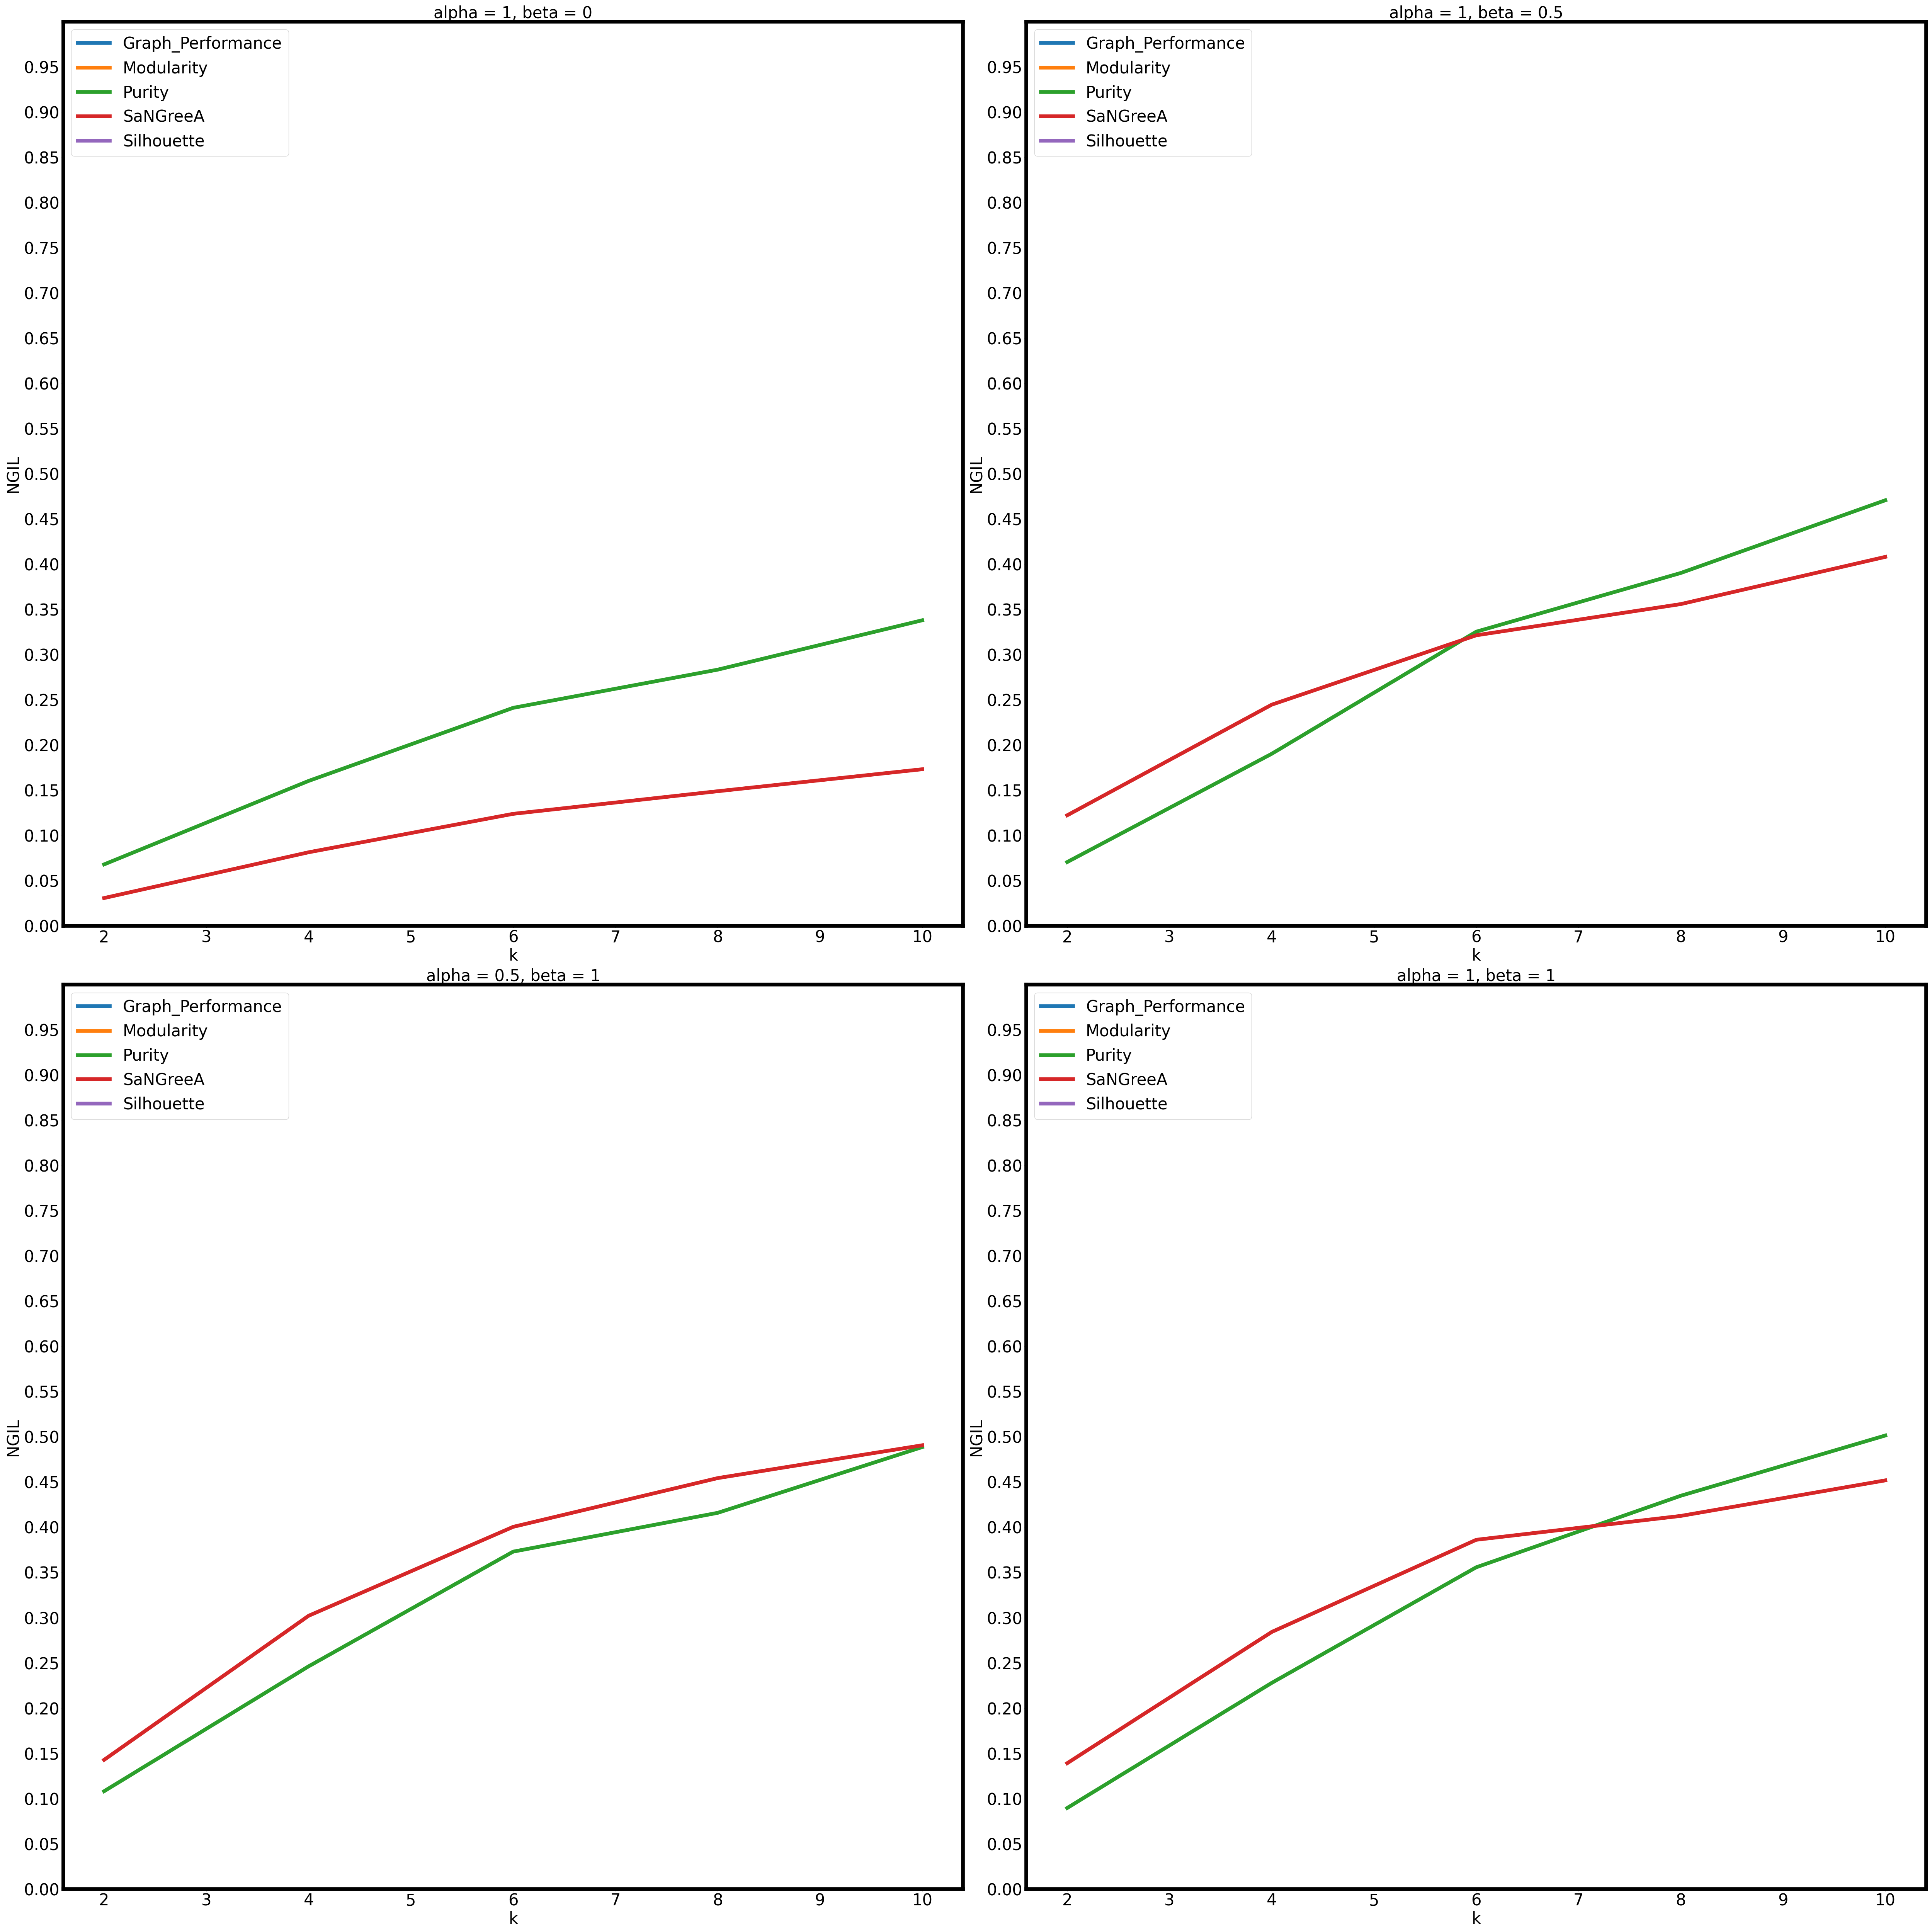 alpha = 1, beta = 0
Graph_Performance
Modularity
Purity
SaNGreeA
Silhouette
0.95
0.90
0.85
0.80
0.75
0.70
0.65
0.60
0.55
0.50
0.45
0.40
0.35
0.30
0.25
0.20
0.15
0.10
0.05
0.00
NGIL
2 3 4 5 6 7 8 9 10
k
alpha = 1, beta = 0.5
Graph_Performance
Modularity
Purity
SaNGreeA
Silhouette
0.95
0.90
0.85
0.80
0.75
0.70
0.65
0.60
0.55
0.50
0.45
0.40
0.35
0.30
0.25
0.20
0.15
0.10
0.05
0.00
NGIL
2 3 4 5 6 7 8 9 10
k
alpha = 0.5, beta = 1
Graph_Performance
Modularity
Purity
SaNGreeA
Silhouette
0.95
0.90
0.85
0.80
0.75
0.70
0.65
0.60
0.55
0.50
0.45
0.40
0.35
0.30
0.25
0.20
0.15
0.10
0.05
0.00
NGIL
2 3 4 5 6 7 8 9 10
k
alpha = 1, beta = 1
Graph_Performance
Modularity
Purity
SaNGreeA
Silhouette
0.95
0.90
0.85
0.80
0.75
0.70
0.65
0.60
0.55
0.50
0.45
0.40
0.35
0.30
0.25
0.20
0.15
0.10
0.05
0.00
NGIL
2 3 4 5 6 7 8 9 10
k